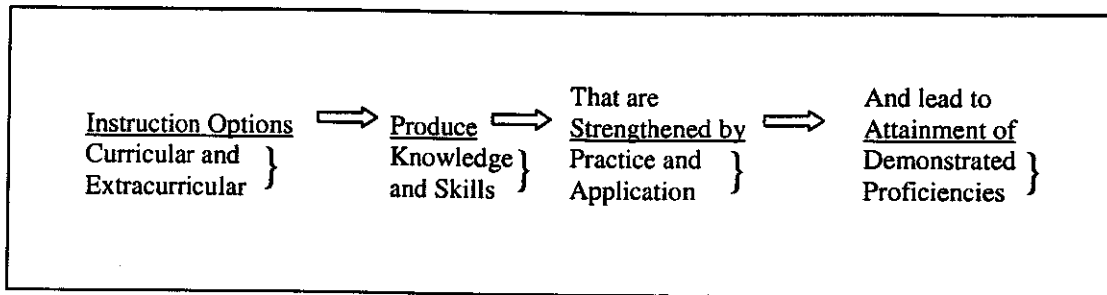 Instruction Options
Curricular and
Extracurricular
Produce
Knowledge
and Skills
That are
Strengthened by
Practice and
Application
And lead to
Attainment of
Demonstrated
Proficiencies